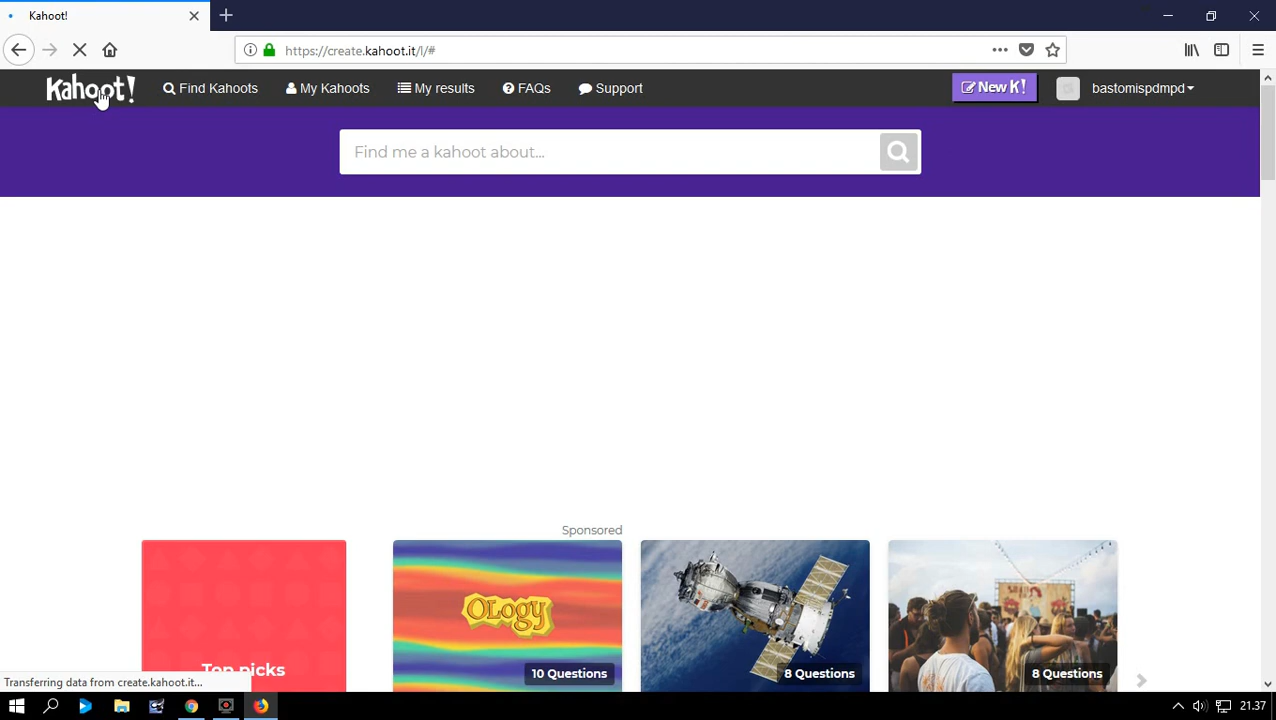 Kahoot!
https://create.kahoot.it/l/#
Kahoot!
Find Kahoots
My Kahoots
My results
FAQs
Support
New K!
bastomispdmpd
Find me a kahoot about...
Sponsored
Top picks
OLogy
10 Questions
8 Questions
8 Questions
Transferring data from create.kahoot.it...
21.37